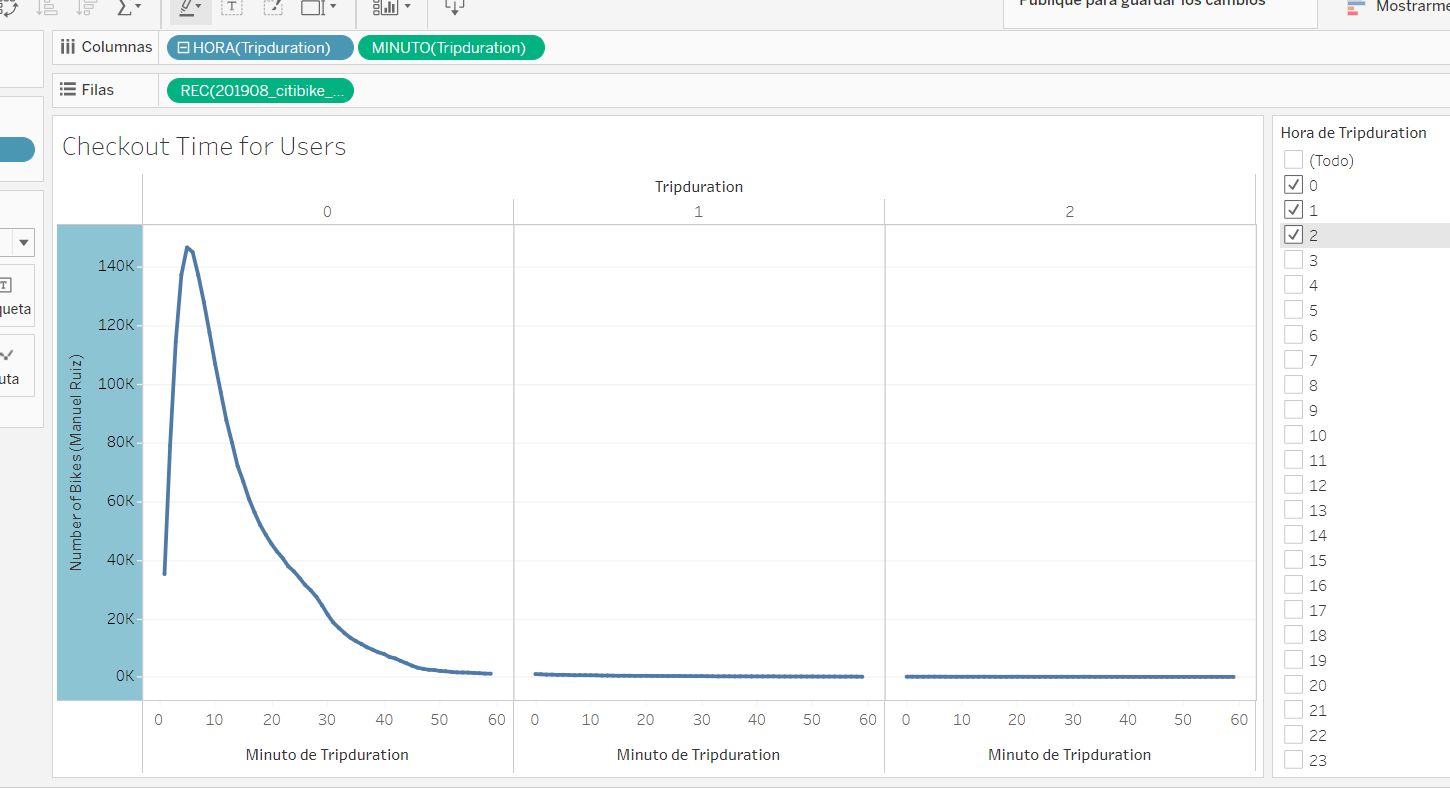 Publique para guardar los cambios
Mostrarme
Columnas
HORA(Tripduration)
MINUTO(Tripduration)
Filas
REC(201908_citibike_...
Checkout Time for Users
Tripduration
0 1 2
Number of Bikes (Manuel Ruiz)
140K
120K
100K
80K
60K
40K
20K
0K
0 10 20 30 40 50 60
0 10 20 30 40 50 60
0 10 20 30 40 50 60
Minuto de Tripduration
Minuto de Tripduration
Minuto de Tripduration
Hora de Tripduration
(Todo)
0
1
2
3
4
5
6
7
8
9
10
11
12
13
14
15
16
17
18
19
20
21
22
23
queta
uta